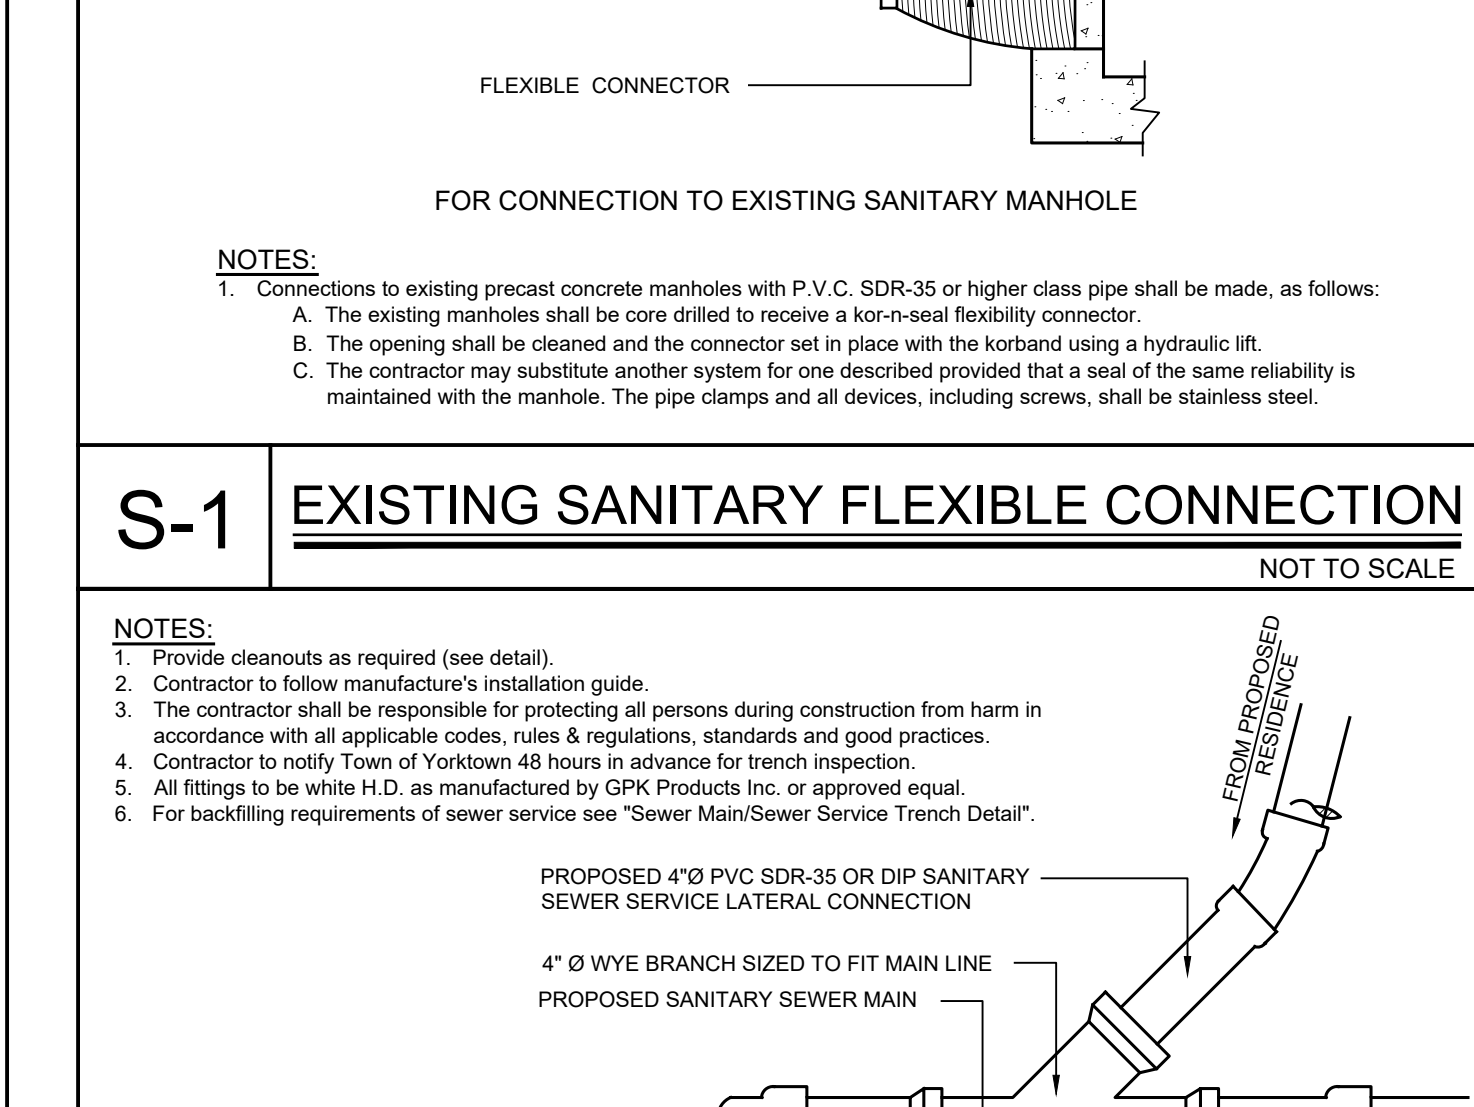 FLEXIBLE CONNECTOR
FOR CONNECTION TO EXISTING SANITARY MANHOLE
NOTES:
1. Connections to existing precast concrete manholes with P.V.C. SDR-35 or higher class pipe shall be made, as follows:
A. The existing manholes shall be core drilled to receive a kor-n-seal flexibility connector.
B. The opening shall be cleaned and the connector set in place with the korband using a hydraulic lift.
C. The contractor may substitute another system for one described provided that a seal of the same reliability is
maintained with the manhole. The pipe clamps and all devices, including screws, shall be stainless steel.
S-1
EXISTING SANITARY FLEXIBLE CONNECTION
NOT TO SCALE
NOTES:
1. Provide cleanouts as required (see detail).
2. Contractor to follow manufacture's installation guide.
3. The contractor shall be responsible for protecting all persons during construction from harm in
accordance with all applicable codes, rules & regulations, standards and good practices.
4. Contractor to notify Town of Yorktown 48 hours in advance for trench inspection.
5. All fittings to be white H.D. as manufactured by GPK Products Inc. or approved equal.
6. For backfilling requirements of sewer service see "Sewer Main/Sewer Service Trench Detail".
FROM PROPOSED
RESIDENCE
PROPOSED 4"Ø PVC SDR-35 OR DIP SANITARY
SEWER SERVICE LATERAL CONNECTION
4" Ø WYE BRANCH SIZED TO FIT MAIN LINE
PROPOSED SANITARY SEWER MAIN